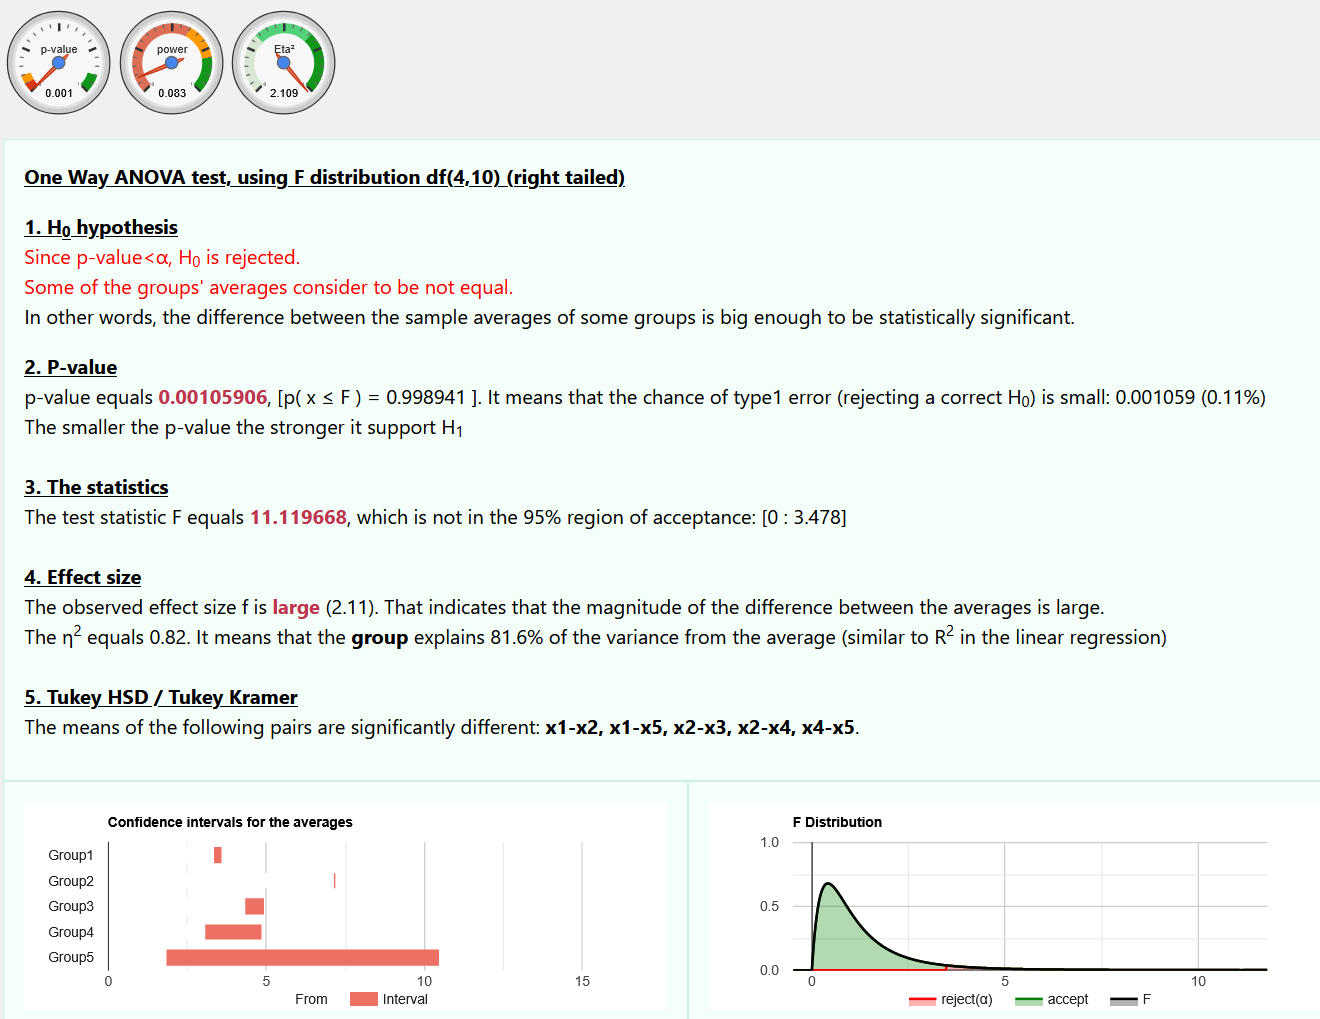 p-value
0.001
power
0.083
Eta²
2.109
One Way ANOVA test, using F distribution df(4,10) (right tailed)
1. H₀ hypothesis
Since p-value<α, H₀ is rejected.
Some of the groups' averages consider to be not equal.
In other words, the difference between the sample averages of some groups is big enough to be statistically significant.
2. P-value
p-value equals 0.00105906, [p( x ≤ F ) = 0.998941 ]. It means that the chance of type1 error (rejecting a correct H₀) is small: 0.001059 (0.11%)
The smaller the p-value the stronger it support H₁
3. The statistics
The test statistic F equals 11.119668, which is not in the 95% region of acceptance: [0 : 3.478]
4. Effect size
The observed effect size f is large (2.11). That indicates that the magnitude of the difference between the averages is large.
The η² equals 0.82. It means that the group explains 81.6% of the variance from the average (similar to R² in the linear regression)
5. Tukey HSD / Tukey Kramer
The means of the following pairs are significantly different: x1-x2, x1-x5, x2-x3, x2-x4, x4-x5.
Confidence intervals for the averages
Group1
Group2
Group3
Group4
Group5
0 5 10 15
From Interval
F Distribution
1.0
0.5
0.0
0 5 10
reject(α) accept F